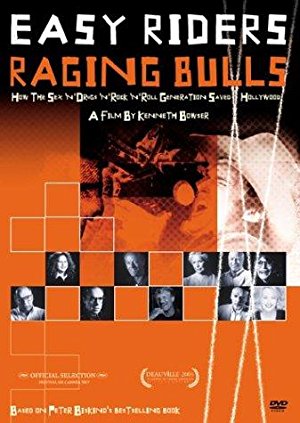 EASY RIDERS
RAGING BULLS
HOW THE SEX 'N' DRUGS 'N' ROCK 'N' ROLL GENERATION SAVED HOLLYWOOD
A FILM BY KENNETH BOWSER
OFFICIAL SELECTION
DEAUVILLE 2003
DVD
VIDEO
BASED ON PETER BISKIND'S BESTSELLING BOOK